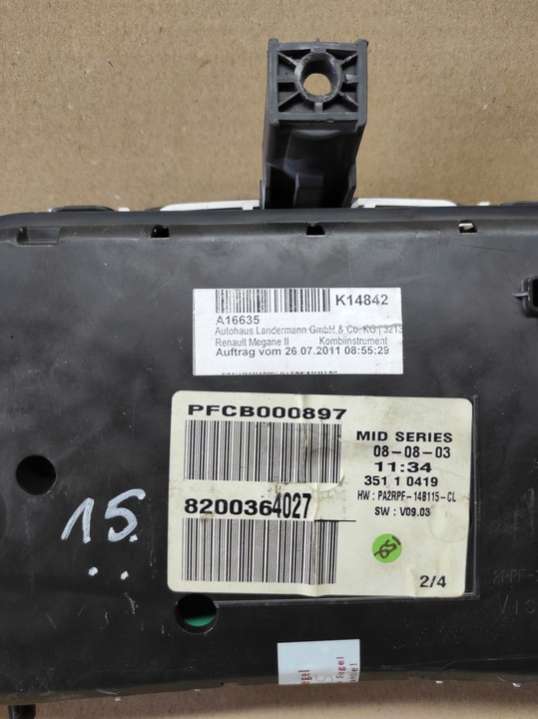 K14842
A16635
Autohaus Landermann GmbH & Co. KG | 3213
Renault Megane II Kombiinstrument
Auftrag vom 26.07.2011 08:55:29
PFCB000897
MID SERIES
08-08-03
11:34
351 1 0419
HW : PA2RPF-14B115-CL
SW : V09.03
8200364027
2/4
15.